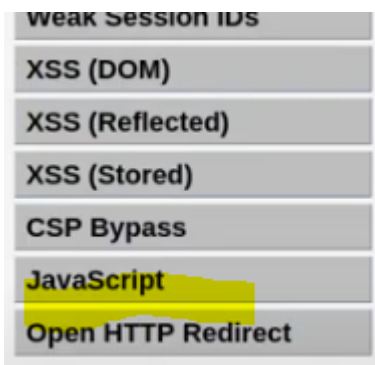 Weak Session IDs
XSS (DOM)
XSS (Reflected)
XSS (Stored)
CSP Bypass
JavaScript
Open HTTP Redirect